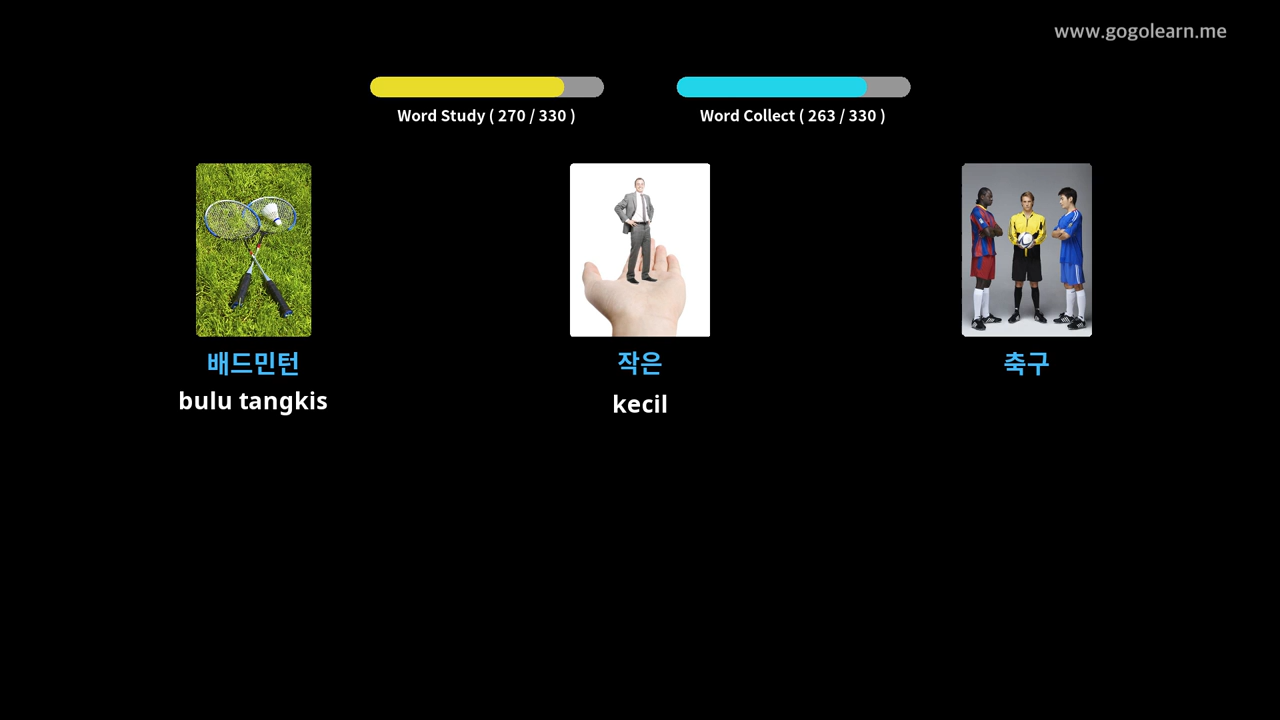 www.gogolearn.me
Word Study ( 270 / 330 )
Word Collect ( 263 / 330 )
배드민턴
작은
축구
bulu tangkis
kecil